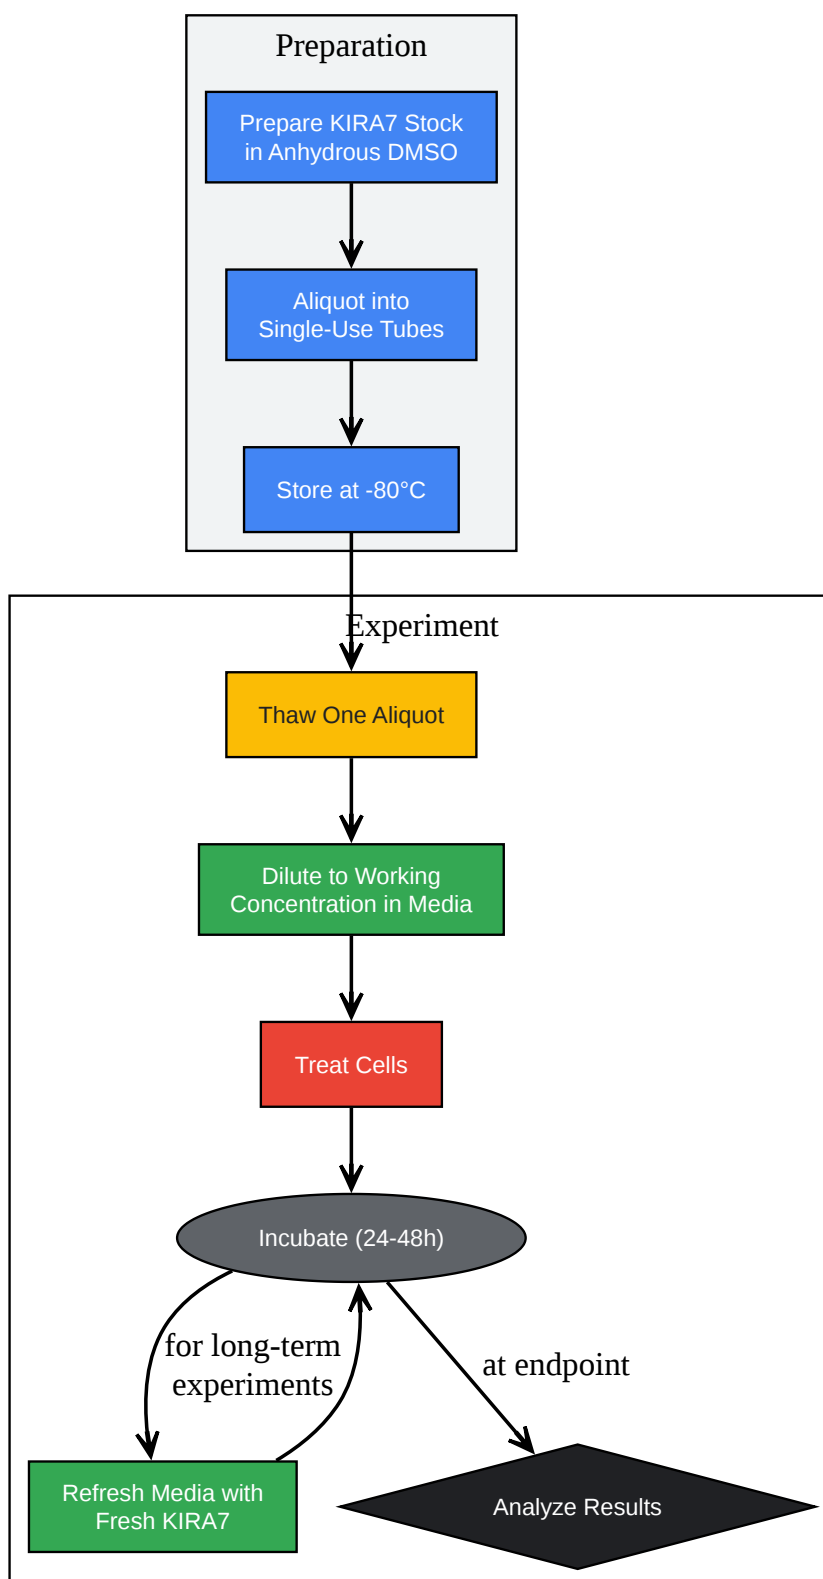 Preparation
Prepare KIRA7 Stock
in Anhydrous DMSO
Aliquot into
Single-Use Tubes
Store at -80°C
Experiment
Thaw One Aliquot
Dilute to Working
Concentration in Media
Treat Cells
Incubate (24-48h)
for long-term
experiments
at endpoint
Refresh Media with
Fresh KIRA7
Analyze Results